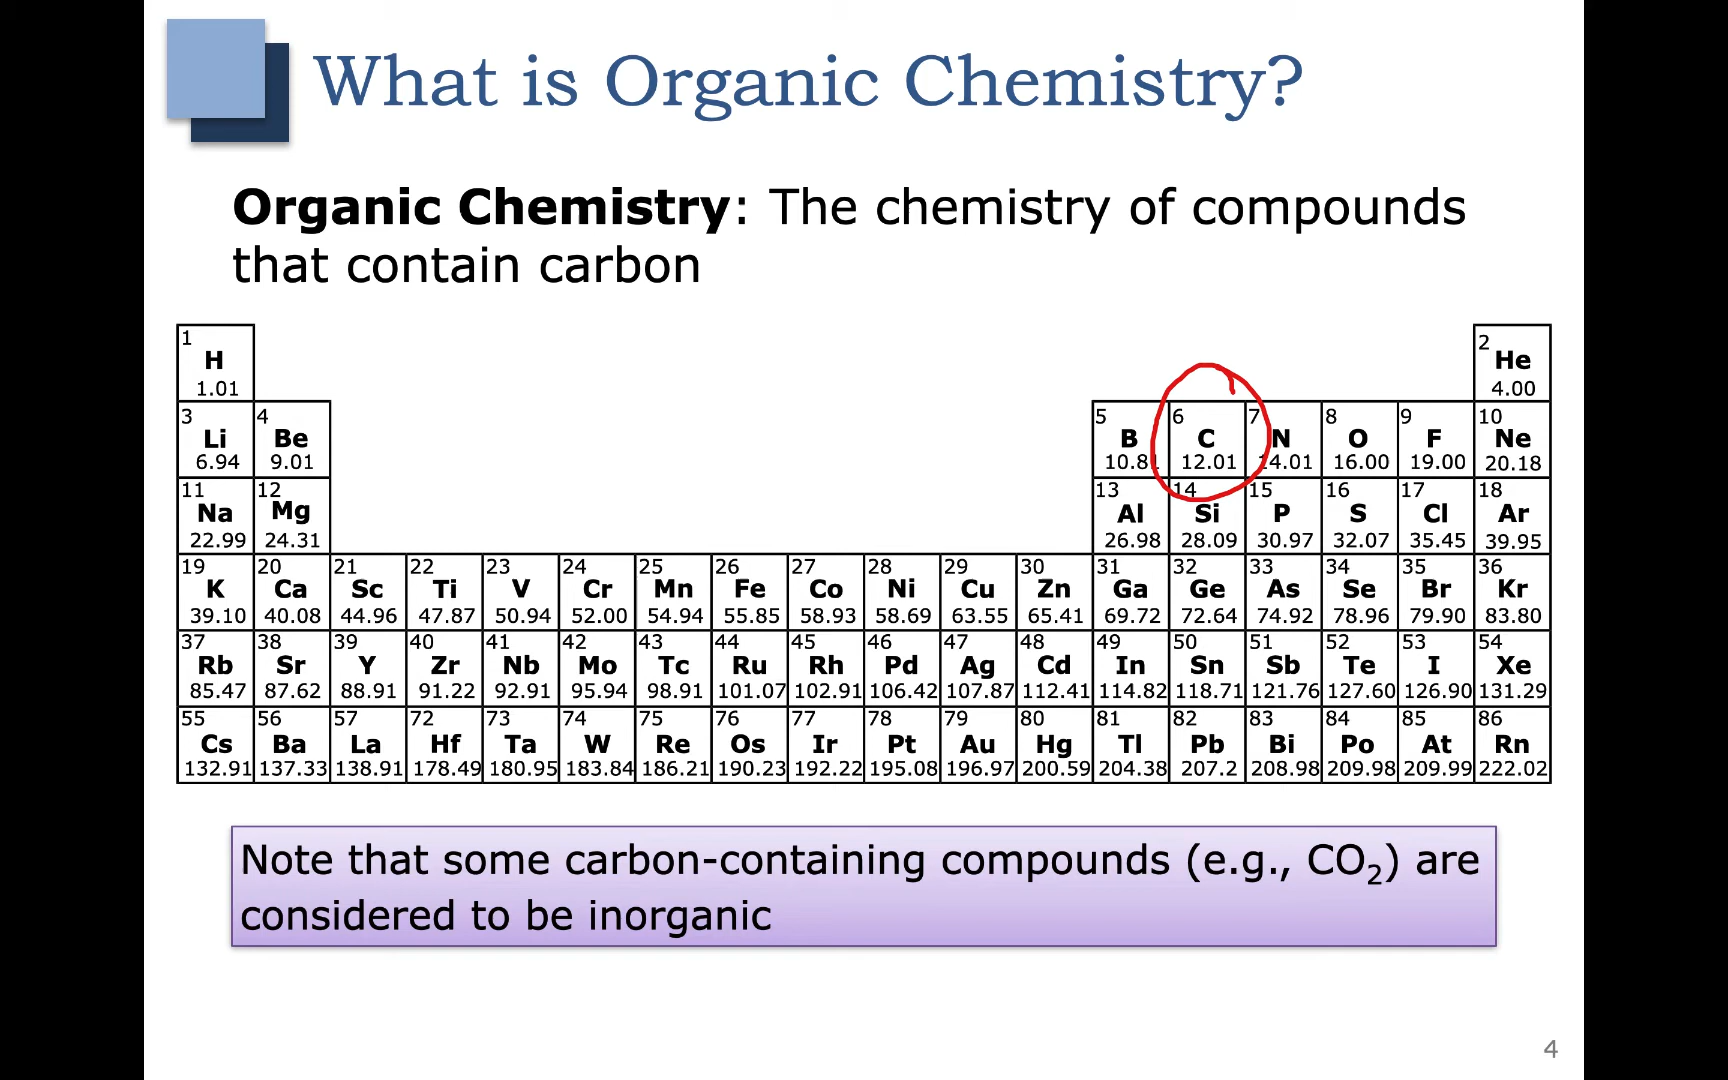 What is Organic Chemistry?
Organic Chemistry: The chemistry of compounds
that contain carbon
1 H 1.01 2 He 4.00
3 Li 6.94 4 Be 9.01 5 B 10.81 6 C 12.01 7 N 14.01 8 O 16.00 9 F 19.00 10 Ne 20.18
11 Na 22.99 12 Mg 24.31 13 Al 26.98 14 Si 28.09 15 P 30.97 16 S 32.07 17 Cl 35.45 18 Ar 39.95
19 K 39.10 20 Ca 40.08 21 Sc 44.96 22 Ti 47.87 23 V 50.94 24 Cr 52.00 25 Mn 54.94 26 Fe 55.85 27 Co 58.93 28 Ni 58.69 29 Cu 63.55 30 Zn 65.41 31 Ga 69.72 32 Ge 72.64 33 As 74.92 34 Se 78.96 35 Br 79.90 36 Kr 83.80
37 Rb 85.47 38 Sr 87.62 39 Y 88.91 40 Zr 91.22 41 Nb 92.91 42 Mo 95.94 43 Tc 98.91 44 Ru 101.07 45 Rh 102.91 46 Pd 106.42 47 Ag 107.87 48 Cd 112.41 49 In 114.82 50 Sn 118.71 51 Sb 121.76 52 Te 127.60 53 I 126.90 54 Xe 131.29
55 Cs 132.91 56 Ba 137.33 57 La 138.91 72 Hf 178.49 73 Ta 180.95 74 W 183.84 75 Re 186.21 76 Os 190.23 77 Ir 192.22 78 Pt 195.08 79 Au 196.97 80 Hg 200.59 81 Tl 204.38 82 Pb 207.2 83 Bi 208.98 84 Po 209.98 85 At 209.99 86 Rn 222.02
Note that some carbon-containing compounds (e.g., CO₂) are
considered to be inorganic
4